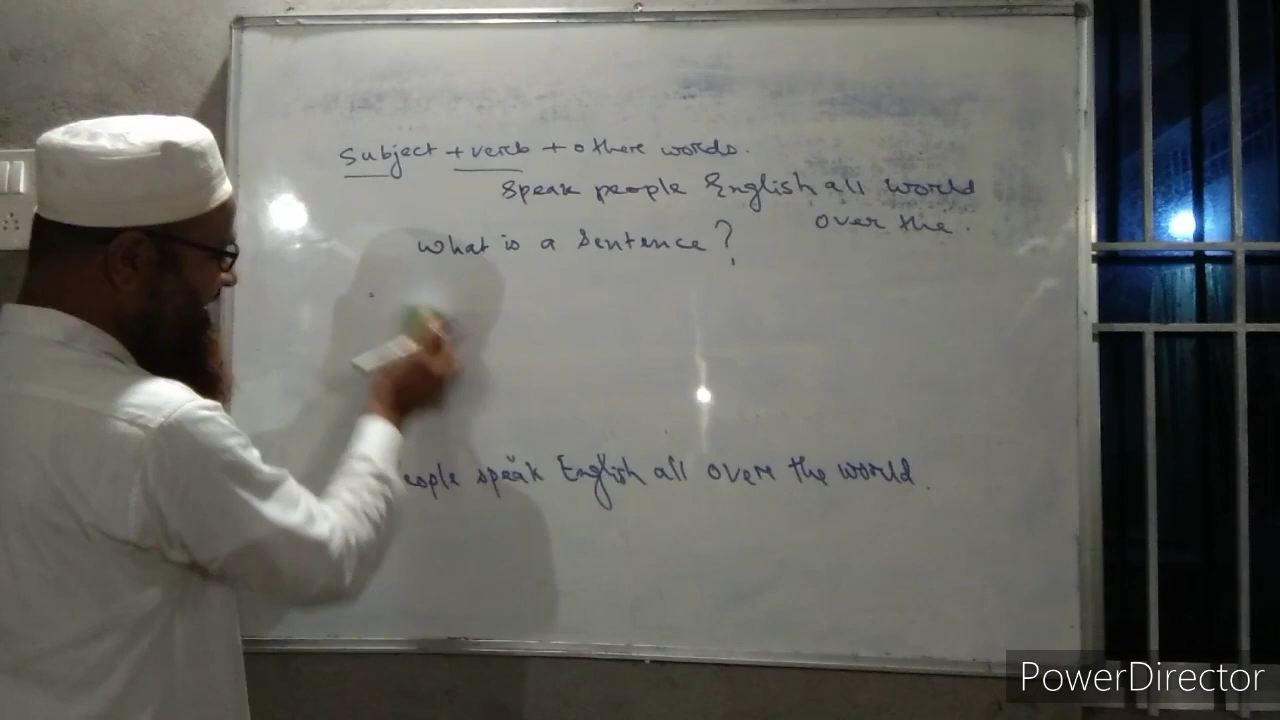 Subject + verb + othere words.
Speak people English all world
over the.
what is a Sentence?
eople speak English all over the world.
PowerDirector